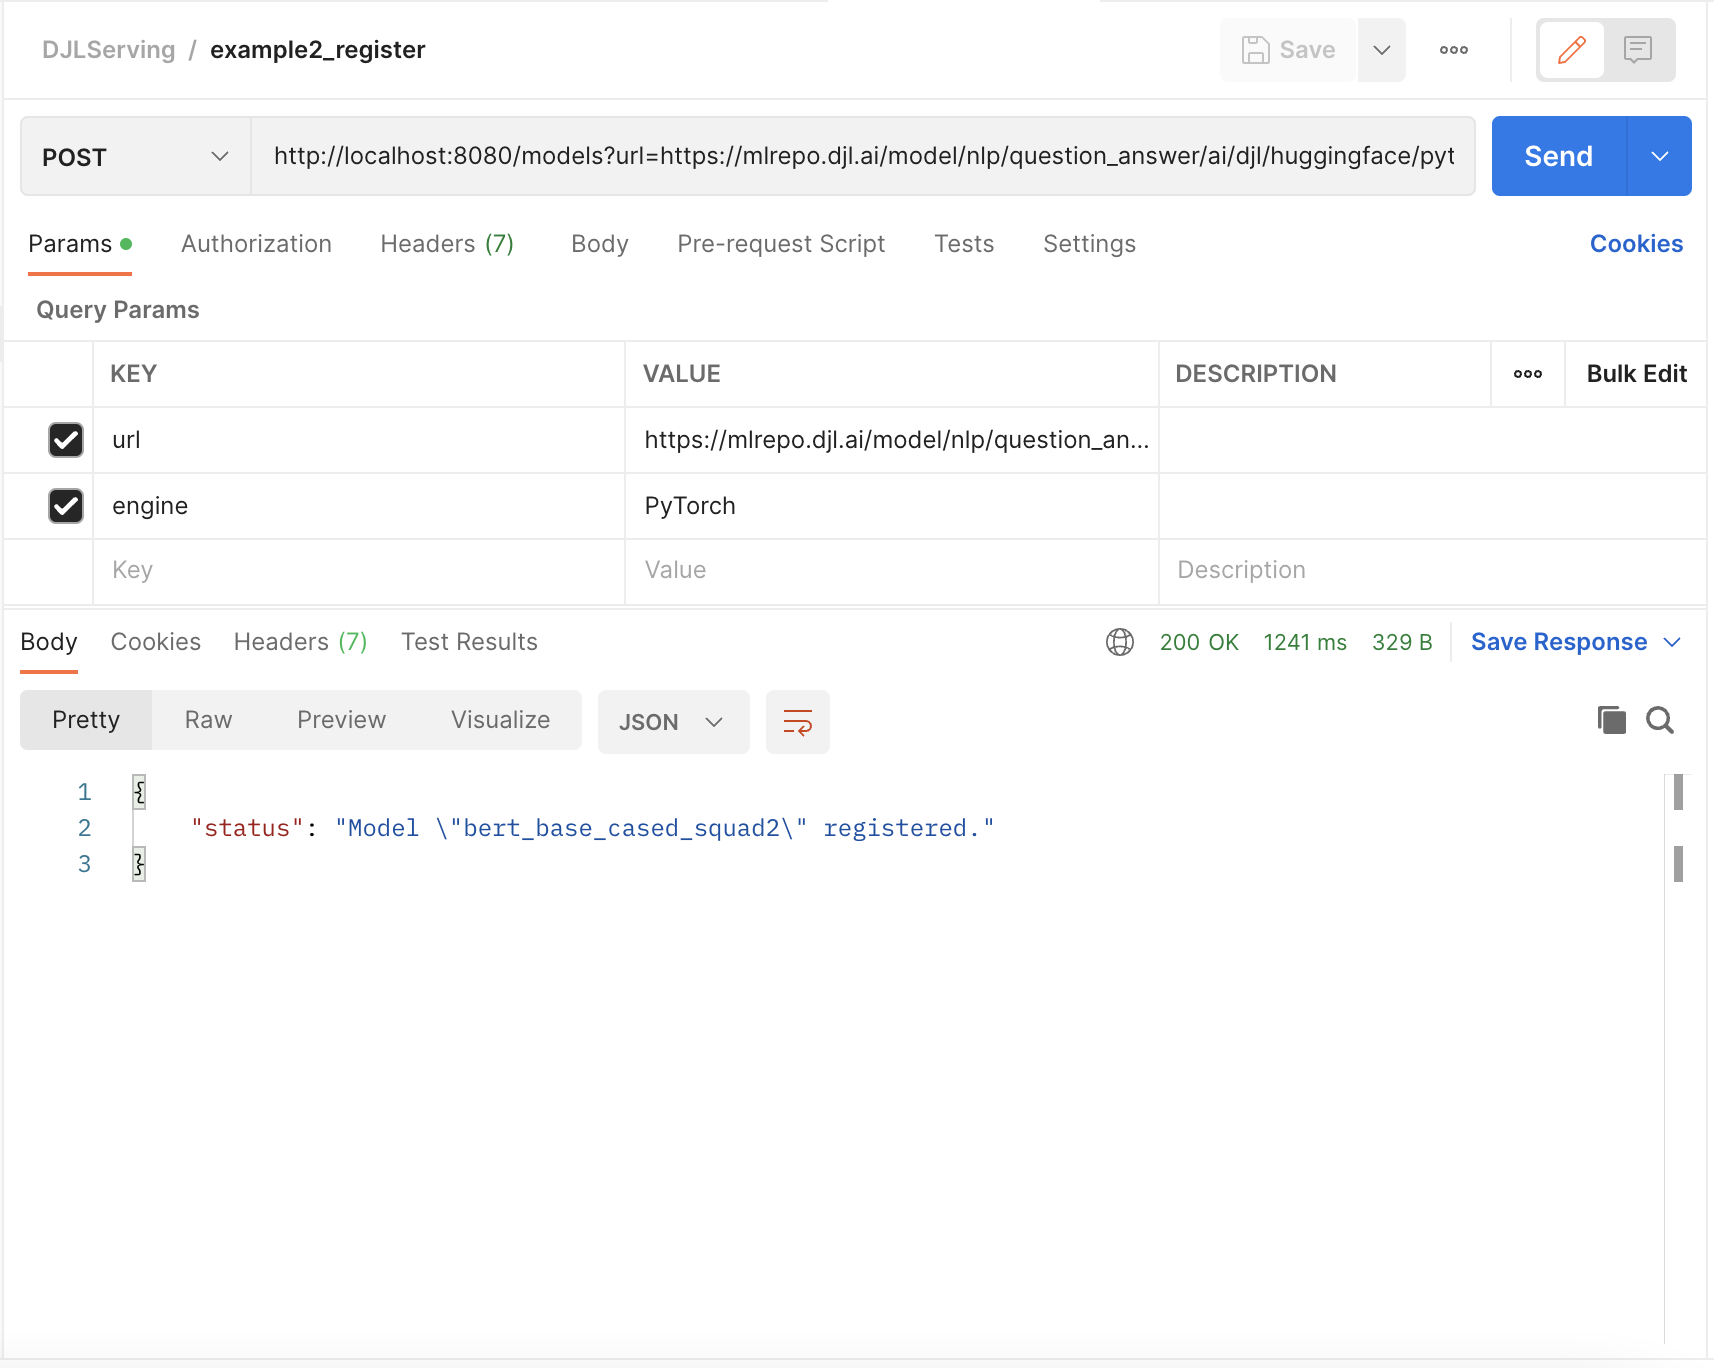 DJLServing / example2_register
Save
POST
http://localhost:8080/models?url=https://mlrepo.djl.ai/model/nlp/question_answer/ai/djl/huggingface/pyt
Send
Params Authorization Headers (7) Body Pre-request Script Tests Settings Cookies
Query Params
KEY VALUE DESCRIPTION Bulk Edit
url https://mlrepo.djl.ai/model/nlp/question_an...
engine PyTorch
Key Value Description
Body Cookies Headers (7) Test Results 200 OK 1241 ms 329 B Save Response
Pretty Raw Preview Visualize JSON
1 {
2 "status": "Model \"bert_base_cased_squad2\" registered."
3 }